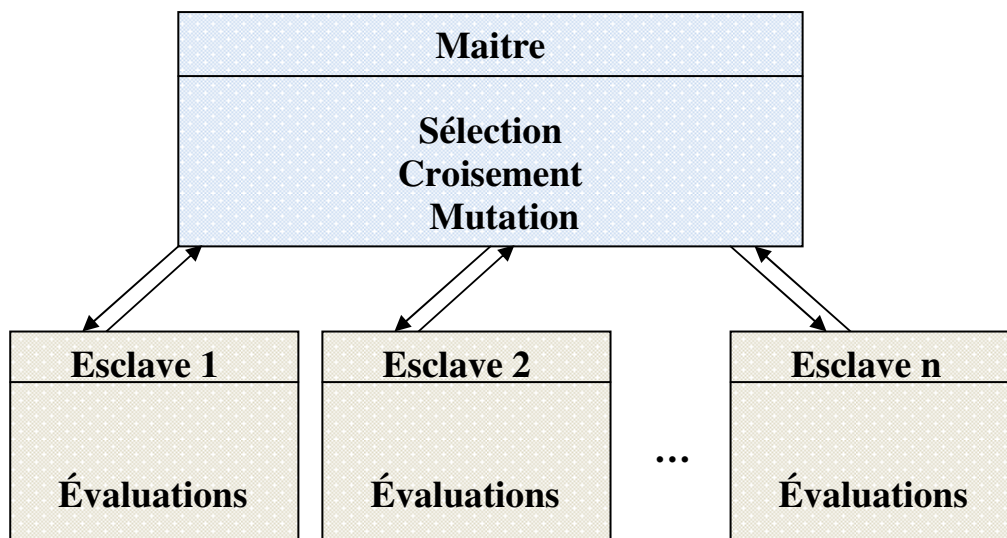 Maitre
Sélection
Croisement
Mutation
Esclave 1
Esclave 2
Esclave n
Évaluations
Évaluations
...
Évaluations